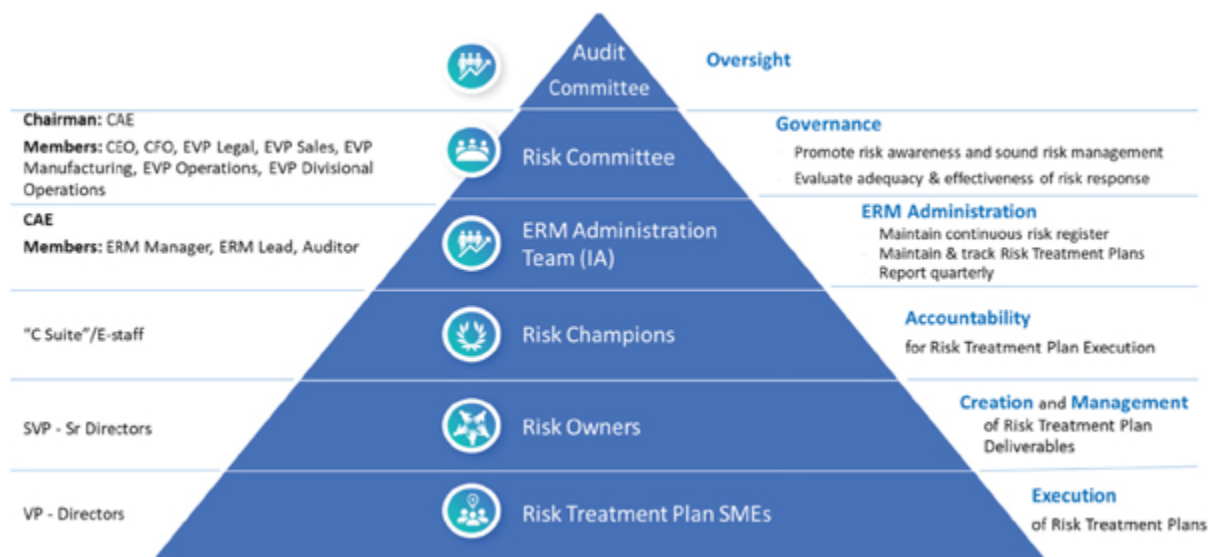 Audit
Committee
Oversight
Chairman: CAE
Members: CEO, CFO, EVP Legal, EVP Sales, EVP
Manufacturing, EVP Operations, EVP Divisional
Operations
Risk Committee
Governance
Promote risk awareness and sound risk management
Evaluate adequacy & effectiveness of risk response
CAE
Members: ERM Manager, ERM Lead, Auditor
ERM Administration
Team (IA)
ERM Administration
Maintain continuous risk register
Maintain & track Risk Treatment Plans
Report quarterly
"C Suite"/E-staff
Risk Champions
Accountability
for Risk Treatment Plan Execution
SVP - Sr Directors
Risk Owners
Creation and Management
of Risk Treatment Plan
Deliverables
VP - Directors
Risk Treatment Plan SMEs
Execution
of Risk Treatment Plans